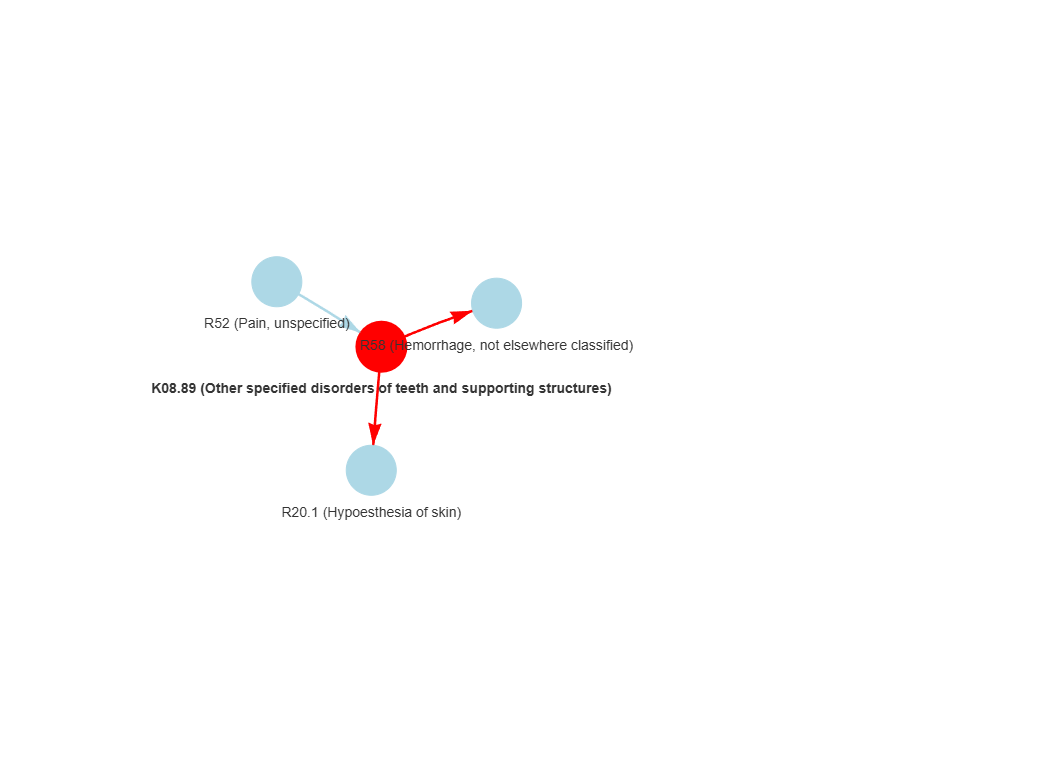 R52 (Pain, unspecified)
R58 (Hemorrhage, not elsewhere classified)
K08.89 (Other specified disorders of teeth and supporting structures)
R20.1 (Hypoesthesia of skin)